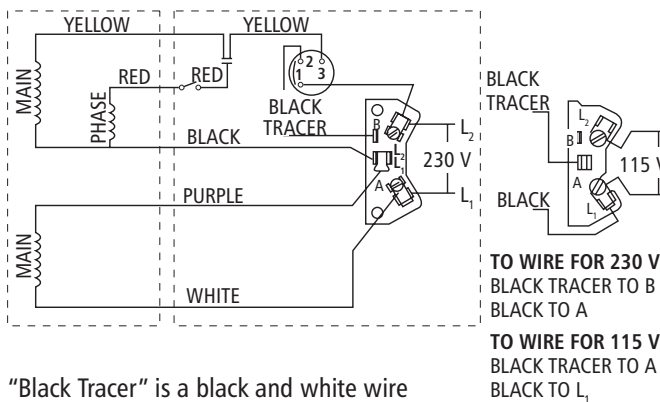 YELLOW YELLOW
MAIN
PHASE
RED RED
1 2 3
BLACK
TRACER
BLACK
B
L2
L2
L1
A
230 V
L1
PURPLE
MAIN
WHITE
BLACK
TRACER
L2
B
A
115 V
BLACK
L1
TO WIRE FOR 230 V
BLACK TRACER TO B
BLACK TO A
TO WIRE FOR 115 V
BLACK TRACER TO A
BLACK TO L1
“Black Tracer” is a black and white wire